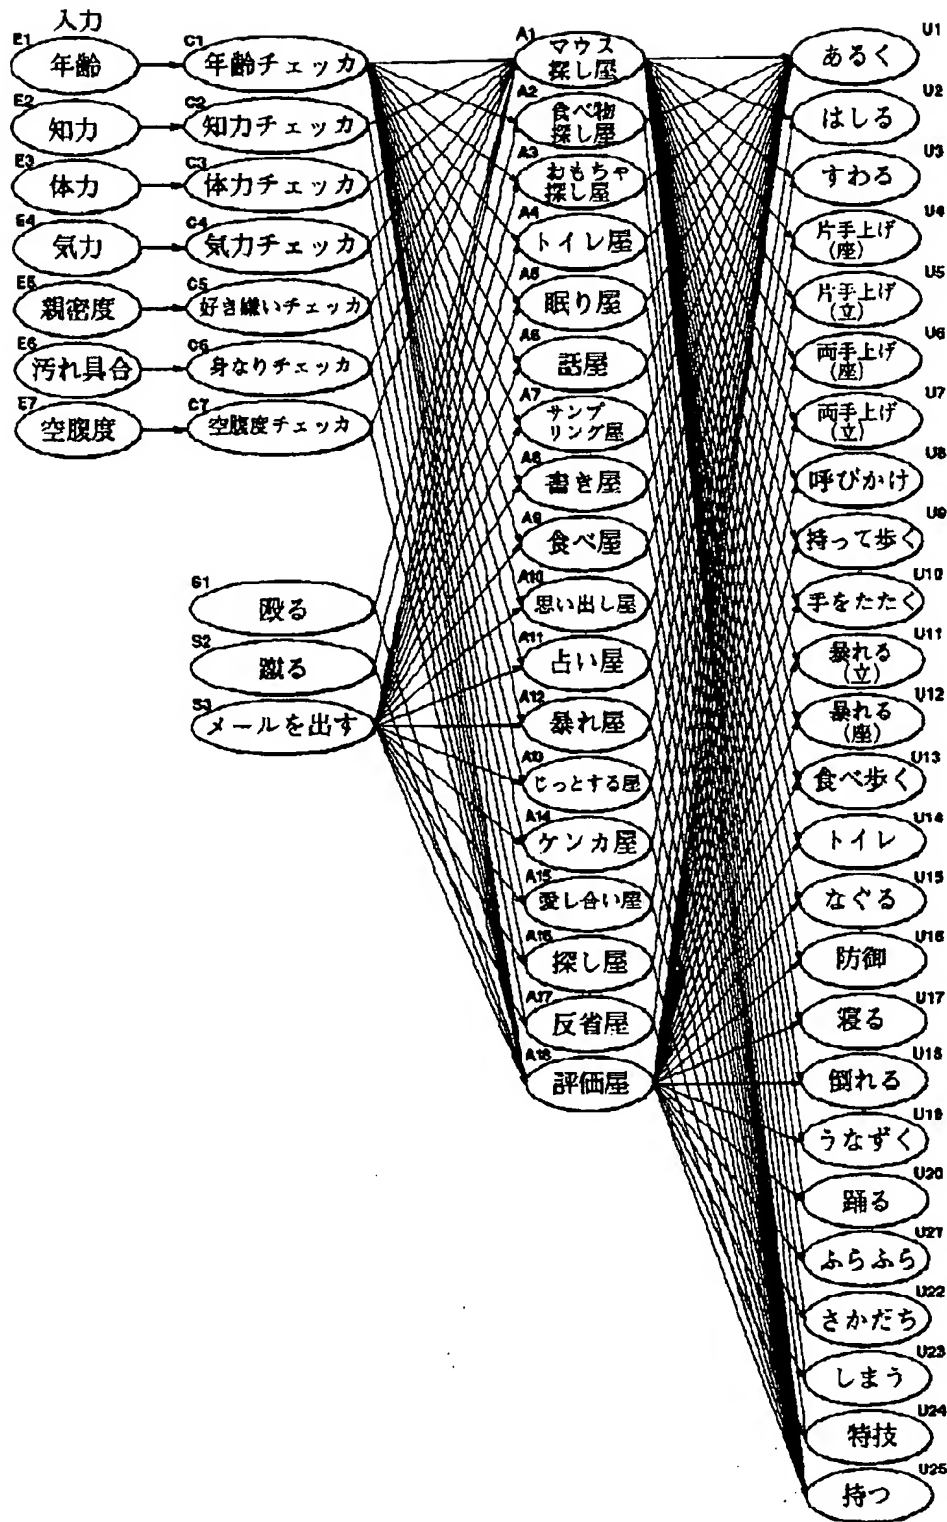 入力
E1
年齢
E2
知力
E3
体力
E4
気力
E5
親密度
E6
汚れ具合
E7
空腹度
C1
年齢チェッカ
C2
知力チェッカ
C3
体力チェッカ
C4
気力チェッカ
C5
好き嫌いチェッカ
C6
身なりチェッカ
C7
空腹度チェッカ
S1
殴る
S2
蹴る
S3
メールを出す
A1
マウス
探し屋
A2
食べ物
探し屋
A3
おもちゃ
探し屋
A4
トイレ屋
A5
眠り屋
A6
話屋
A7
サンプ
リング屋
A8
書き屋
A9
食べ屋
A10
思い出し屋
A11
占い屋
A12
暴れ屋
A13
じっとする屋
A14
ケンカ屋
A15
愛し合い屋
A16
探し屋
A17
反省屋
A18
評価屋
U1
あるく
U2
はしる
U3
すわる
U4
片手上げ
(座)
U5
片手上げ
(立)
U6
両手上げ
(座)
U7
両手上げ
(立)
U8
呼びかけ
U9
持って歩く
U10
手をたたく
U11
暴れる
(立)
U12
暴れる
(座)
U13
食べ歩く
U14
トイレ
U15
なぐる
U16
防御
U17
寝る
U18
倒れる
U19
うなずく
U20
踊る
U21
ふらふら
U22
さかだち
U23
しまう
U24
特技
U25
持つ